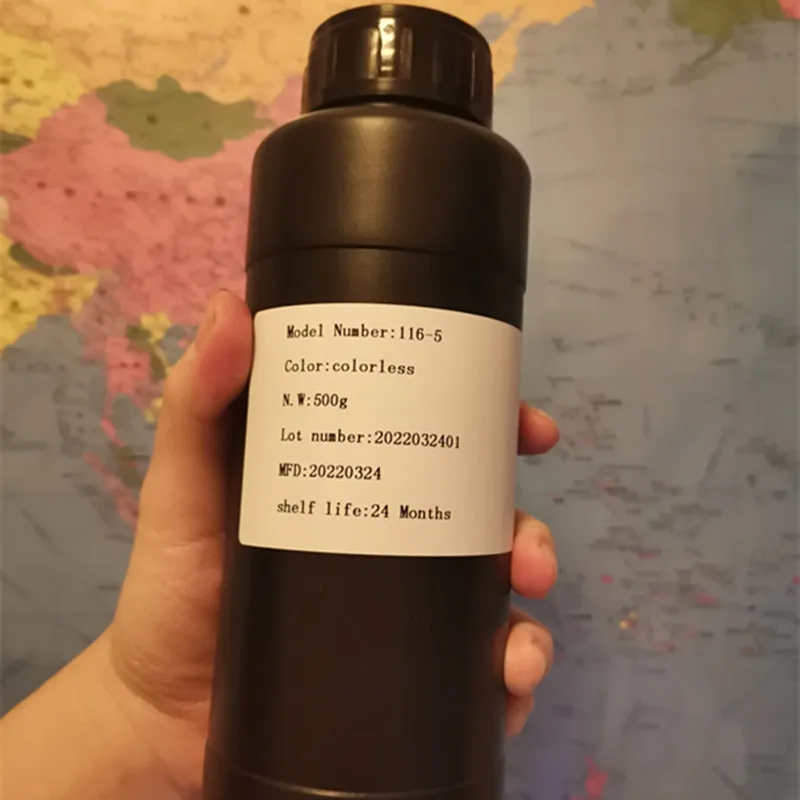 Model Number:116-5
Color:colorless
N.W:500g
Lot number:2022032401
MFD:20220324
shelf life:24 Months